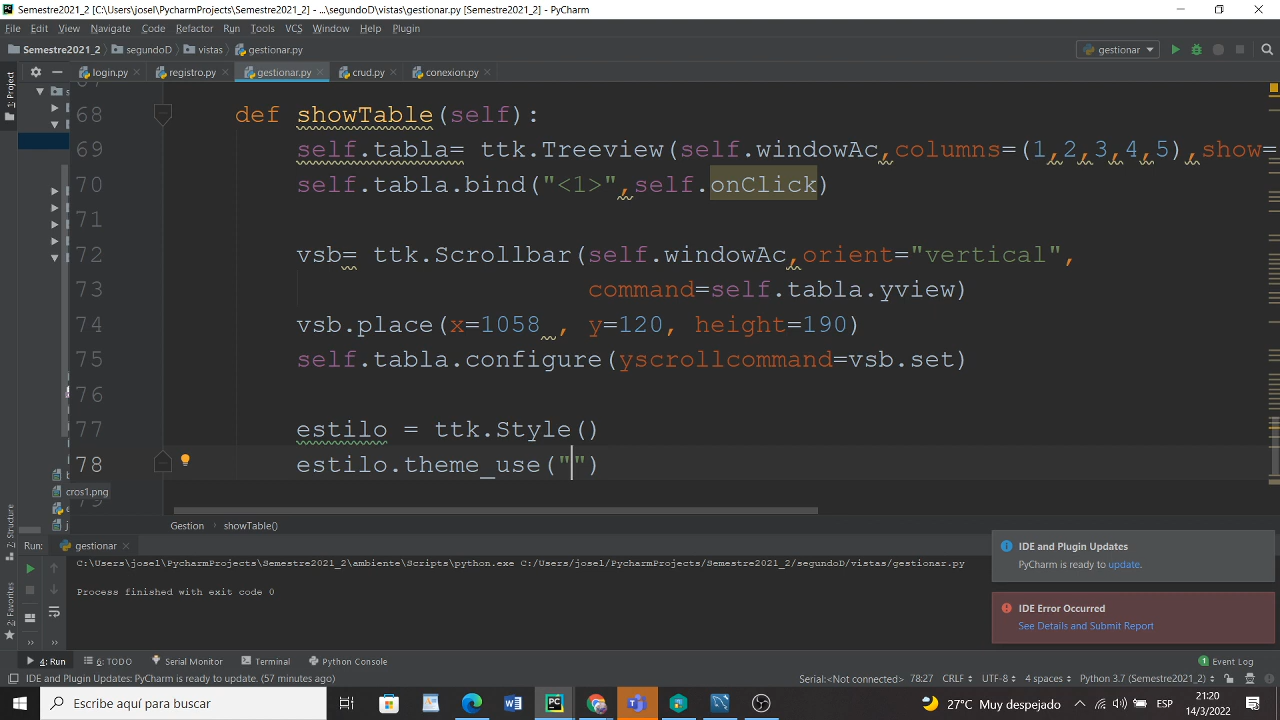 Semestre2021_2 [C:\Users\josel\PycharmProjects\Semestre2021_2] - ...\segundoD\vistas\gestionar.py [Semestre2021_2] - PyCharm
File Edit View Navigate Code Refactor Run Tools VCS Window Help Plugin
Semestre2021_2 segundoD vistas gestionar.py gestionar
1: Project login.py registro.py gestionar.py crud.py conexion.py
68 def showTable(self):
69 self.tabla= ttk.Treeview(self.windowAc,columns=(1,2,3,4,5),show=
70 self.tabla.bind("<1>",self.onClick)
71
72 vsb= ttk.Scrollbar(self.windowAc,orient="vertical",
73 command=self.tabla.yview)
74 vsb.place(x=1058 , y=120, height=190)
75 self.tabla.configure(yscrollcommand=vsb.set)
76
77 estilo = ttk.Style()
78 estilo.theme_use("")
cros1.png
Gestion showTable()
7: Structure
2: Favorites
Run: gestionar
C:\Users\josel\PycharmProjects\Semestre2021_2\ambiente\Scripts\python.exe C:/Users/josel/PycharmProjects/Semestre2021_2/segundoD/vistas/gestionar.py
Process finished with exit code 0
IDE and Plugin Updates
PyCharm is ready to update.
IDE Error Occurred
See Details and Submit Report
4: Run 6: TODO Serial Monitor Terminal Python Console 1 Event Log
IDE and Plugin Updates: PyCharm is ready to update. (57 minutes ago) Serial:<Not connected> 78:27 CRLF UTF-8 4 spaces Python 3.7 (Semestre2021_2)
Escribe aquí para buscar 27°C Muy despejado ESP 21:20
14/3/2022